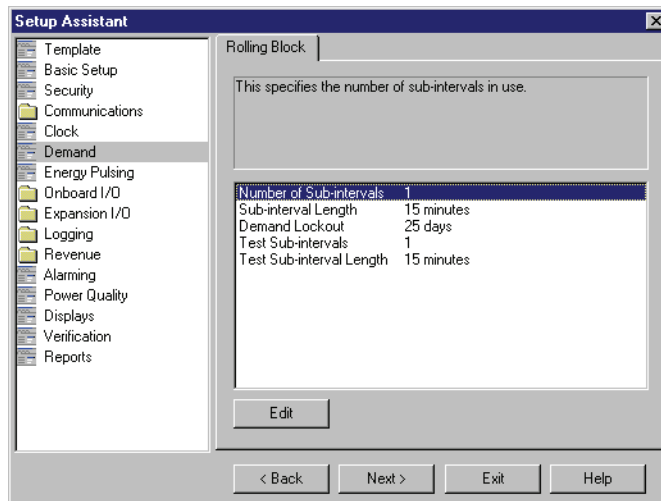 Setup Assistant
Template
Basic Setup
Security
Communications
Clock
Demand
Energy Pulsing
Onboard I/O
Expansion I/O
Logging
Revenue
Alarming
Power Quality
Displays
Verification
Reports
Rolling Block
This specifies the number of sub-intervals in use.
Number of Sub-intervals 1
Sub-interval Length 15 minutes
Demand Lockout 25 days
Test Sub-intervals 1
Test Sub-interval Length 15 minutes
Edit
< Back Next > Exit Help